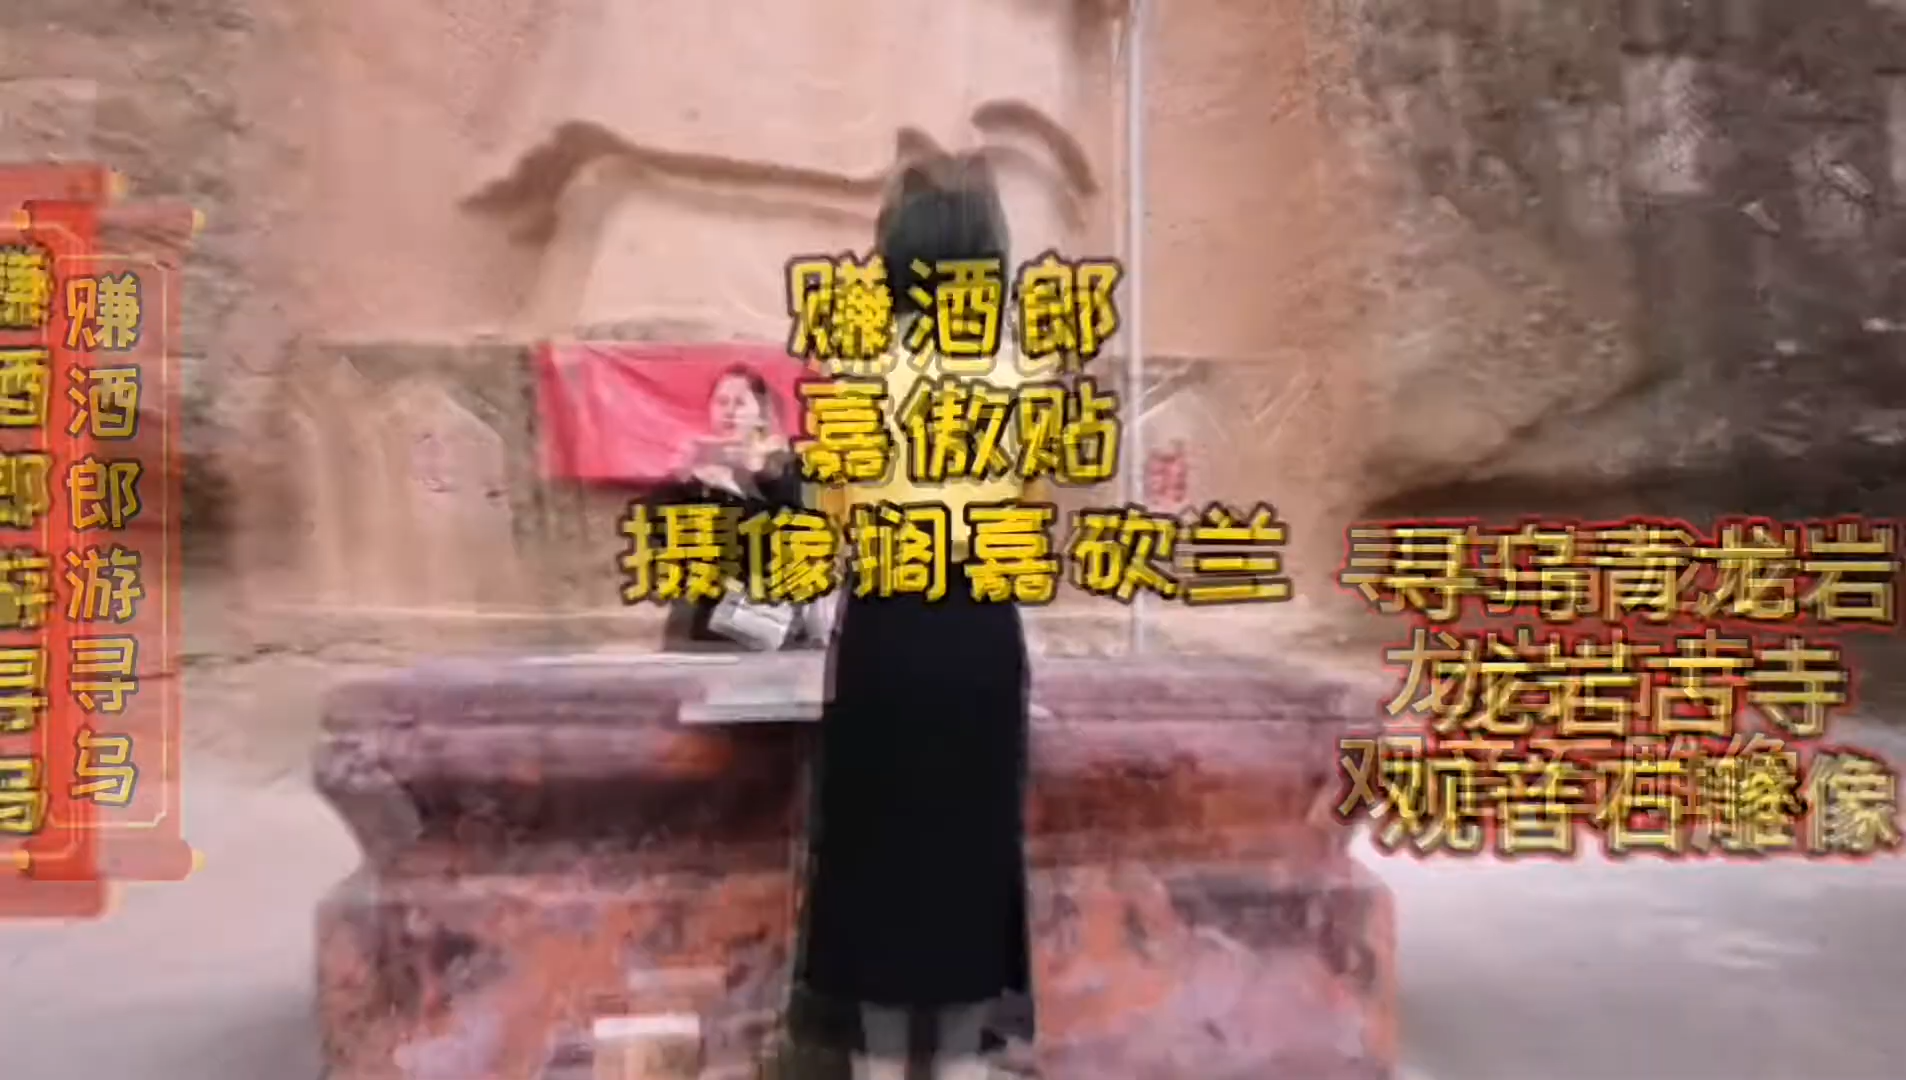 赚酒郎游寻乌
赚酒郎游寻乌
赚酒郎
嘉傲贴
摄像搁嘉砍兰
寻乌青龙岩
龙岩古寺
观音石雕像